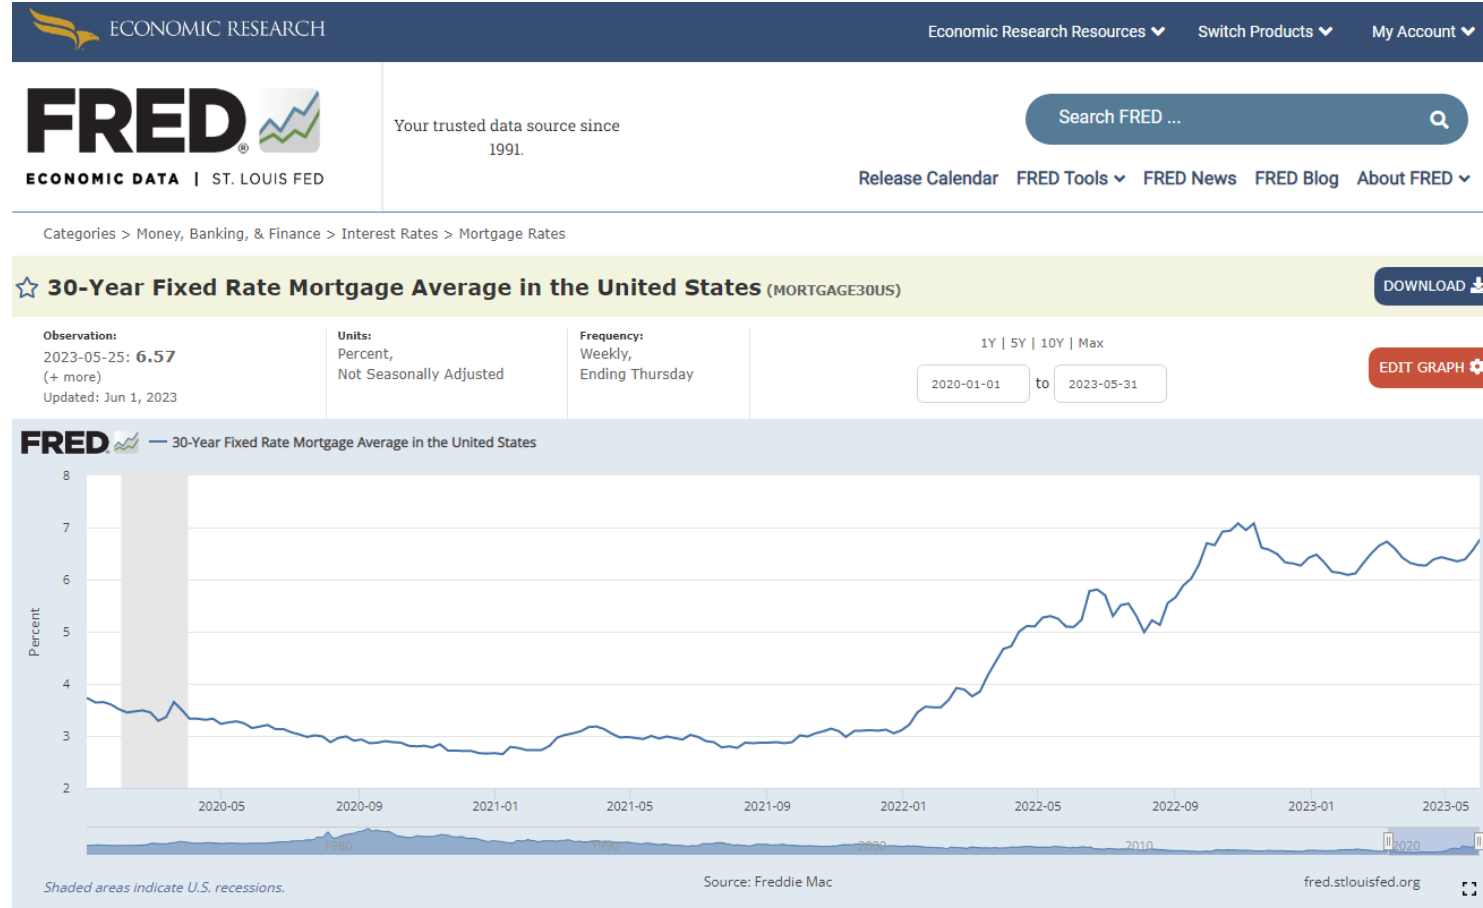 ECONOMIC RESEARCH
Economic Research Resources Switch Products My Account
FRED®
ECONOMIC DATA | ST. LOUIS FED
Your trusted data source since
1991.
Search FRED ...
Release Calendar FRED Tools FRED News FRED Blog About FRED
Categories > Money, Banking, & Finance > Interest Rates > Mortgage Rates
30-Year Fixed Rate Mortgage Average in the United States (MORTGAGE30US)
DOWNLOAD
Observation:
2023-05-25: 6.57
(+ more)
Updated: Jun 1, 2023
Units:
Percent,
Not Seasonally Adjusted
Frequency:
Weekly,
Ending Thursday
1Y | 5Y | 10Y | Max
2020-01-01 to 2023-05-31
EDIT GRAPH
FRED 30-Year Fixed Rate Mortgage Average in the United States
8
7
6
5
4
3
2
Percent
2020-05 2020-09 2021-01 2021-05 2021-09 2022-01 2022-05 2022-09 2023-01 2023-05
1980 1990 2000 2010 2020
Shaded areas indicate U.S. recessions.
Source: Freddie Mac
fred.stlouisfed.org